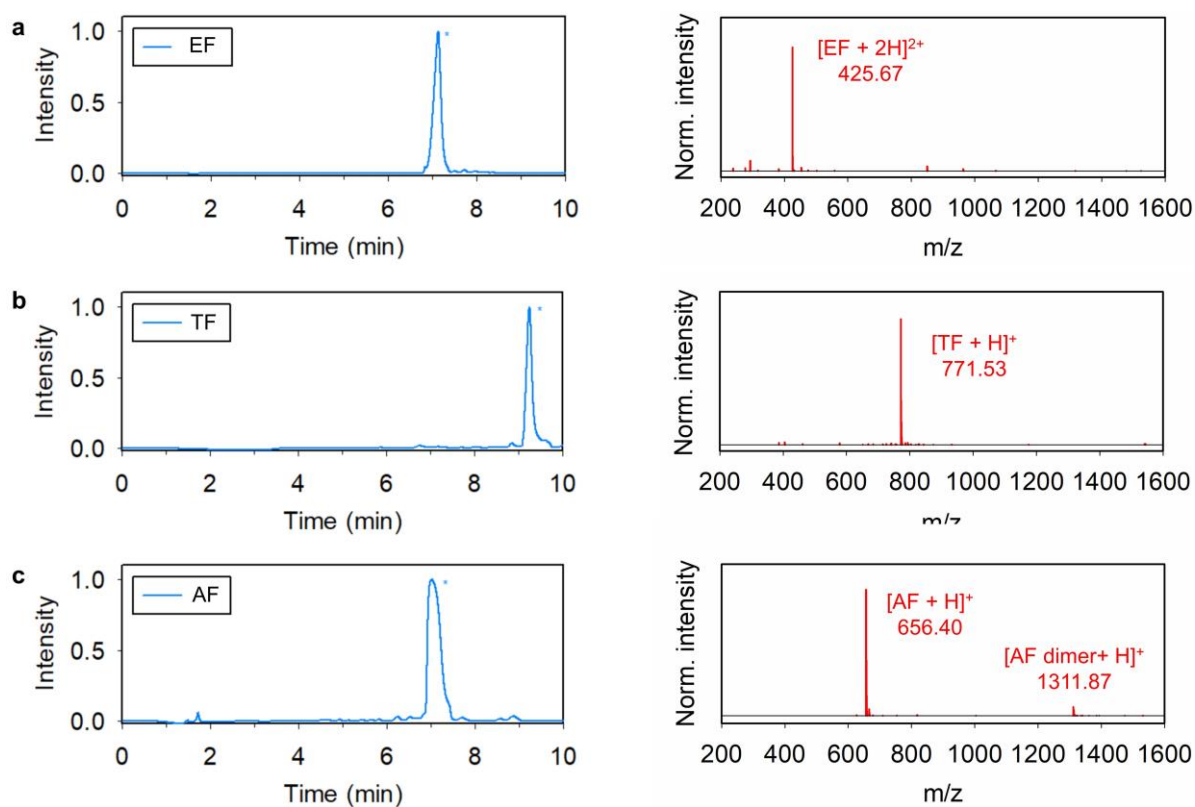 a
EF
Intensity
1.0
0.5
0.0
0 2 4 6 8 10
Time (min)
Norm. intensity
[EF + 2H]²⁺
425.67
200 400 600 800 1000 1200 1400 1600
m/z
b
TF
Intensity
1.0
0.5
0.0
0 2 4 6 8 10
Time (min)
Norm. intensity
[TF + H]⁺
771.53
200 400 600 800 1000 1200 1400 1600
m/z
c
AF
Intensity
1.0
0.5
0.0
0 2 4 6 8 10
Time (min)
Norm. intensity
[AF + H]⁺
656.40
[AF dimer+ H]⁺
1311.87
200 400 600 800 1000 1200 1400 1600
m/z